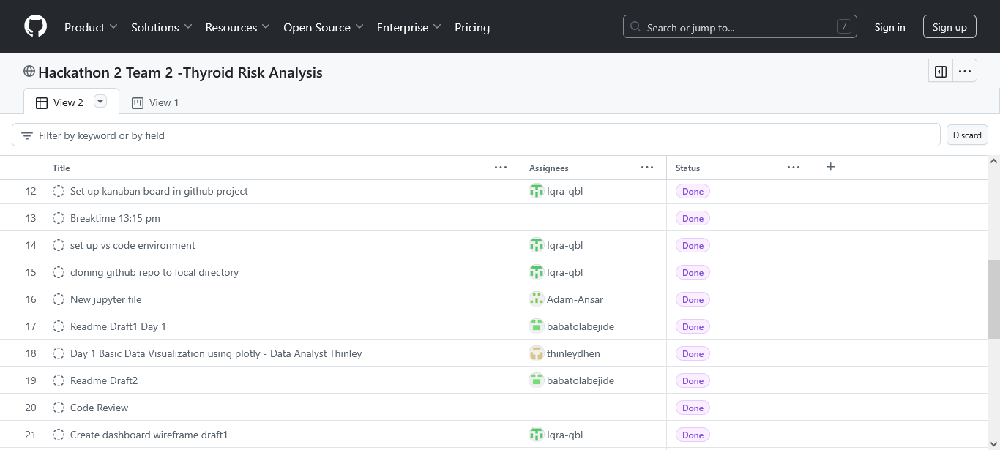 Product Solutions Resources Open Source Enterprise Pricing Search or jump to... / Sign in Sign up
Hackathon 2 Team 2 -Thyroid Risk Analysis
View 2 View 1
Filter by keyword or by field Discard
Title Assignees Status
12 Set up kanaban board in github project Iqra-qbl Done
13 Breaktime 13:15 pm Done
14 set up vs code environment Iqra-qbl Done
15 cloning github repo to local directory Iqra-qbl Done
16 New jupyter file Adam-Ansar Done
17 Readme Draft1 Day 1 babatolabejide Done
18 Day 1 Basic Data Visualization using plotly - Data Analyst Thinley thinleydhen Done
19 Readme Draft2 babatolabejide Done
20 Code Review Done
21 Create dashboard wireframe draft1 Iqra-qbl Done